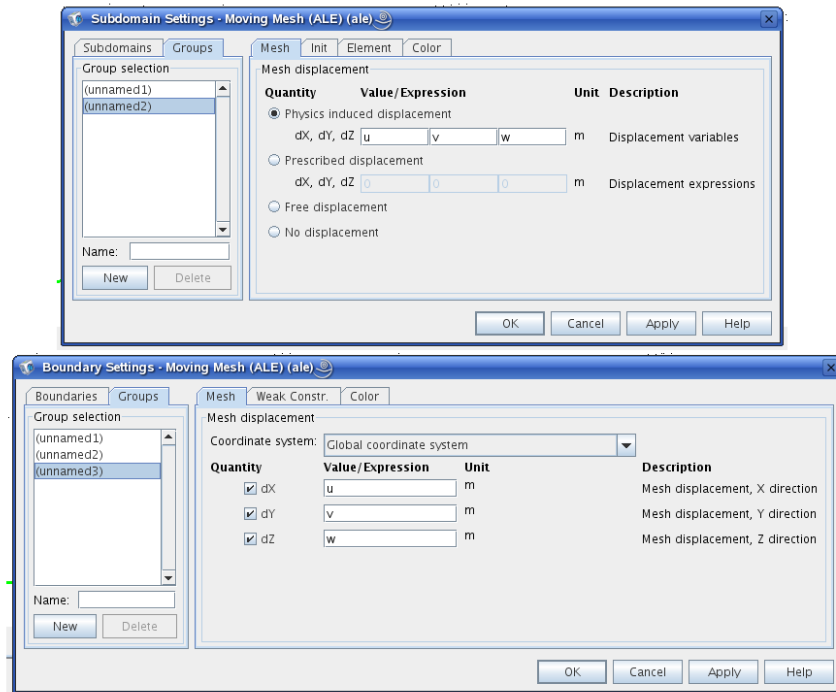 Subdomain Settings - Moving Mesh (ALE) (ale)
Subdomains Groups Mesh Init Element Color
Group selection Mesh displacement
(unnamed1)
(unnamed2)
Quantity Value/Expression Unit Description
Physics induced displacement
dX, dY, dZ u v w m Displacement variables
Prescribed displacement
dX, dY, dZ 0 0 0 m Displacement expressions
Free displacement
No displacement
Name:
New Delete
OK Cancel Apply Help
Boundary Settings - Moving Mesh (ALE) (ale)
Boundaries Groups Mesh Weak Constr. Color
Group selection Mesh displacement
(unnamed1)
(unnamed2)
(unnamed3)
Coordinate system: Global coordinate system
Quantity Value/Expression Unit Description
dX u m Mesh displacement, X direction
dY v m Mesh displacement, Y direction
dZ w m Mesh displacement, Z direction
Name:
New Delete
OK Cancel Apply Help